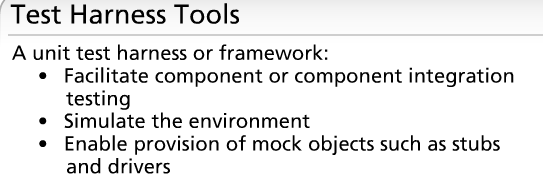 Test Harness Tools
A unit test harness or framework:
• Facilitate component or component integration
testing
• Simulate the environment
• Enable provision of mock objects such as stubs
and drivers